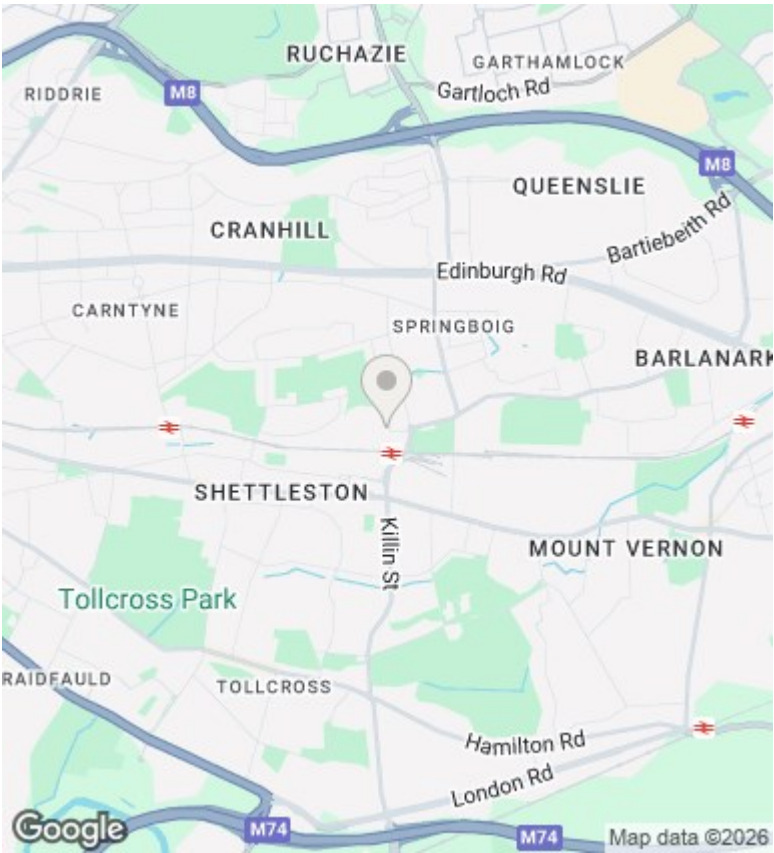 RUCHAZIE
GARTHAMLOCK
RIDDRIE
M8
Gartloch Rd
M8
QUEENSLIE
CRANHILL
Bartiebeith Rd
Edinburgh Rd
CARNTYNE
SPRINGBOIG
BARLANARK
SHETTLESTON
Killin St
MOUNT VERNON
Tollcross Park
RAIDFAULD
TOLLCROSS
Hamilton Rd
London Rd
Google
M74
M74
Map data ©2026